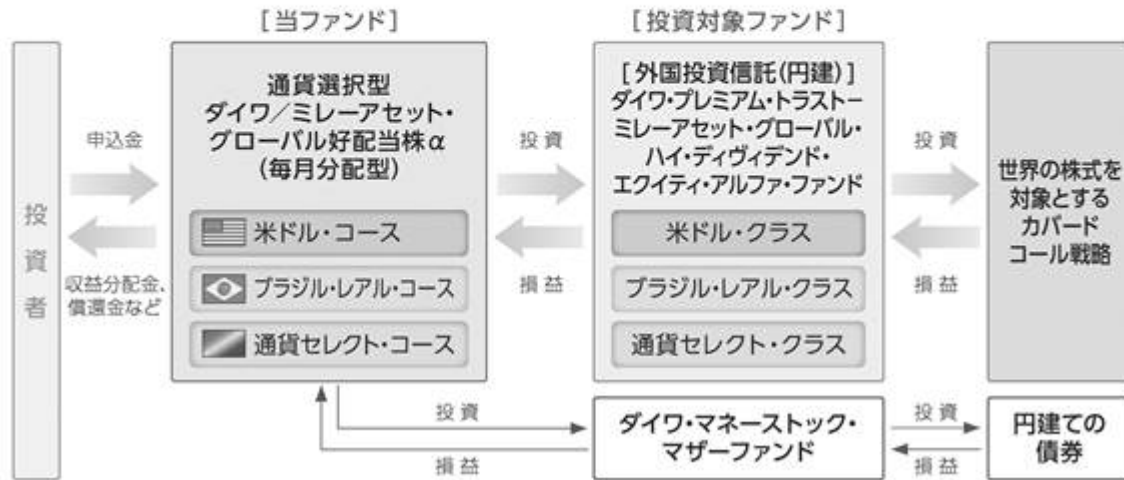 [当ファンド]
[投資対象ファンド]
投資者
申込金
収益分配金、
償還金など
通貨選択型
ダイワ/ミレーアセット・
グローバル好配当株α
(毎月分配型)
米ドル・コース
ブラジル・レアル・コース
通貨セレクト・コース
投資
損益
[外国投資信託(円建)]
ダイワ・プレミアム・トラスト−
ミレーアセット・グローバル・
ハイ・ディヴィデンド・
エクイティ・アルファ・ファンド
米ドル・クラス
ブラジル・レアル・クラス
通貨セレクト・クラス
投資
損益
世界の株式を
対象とする
カバード
コール戦略
投資
損益
ダイワ・マネーストック・
マザーファンド
投資
損益
円建ての
債券